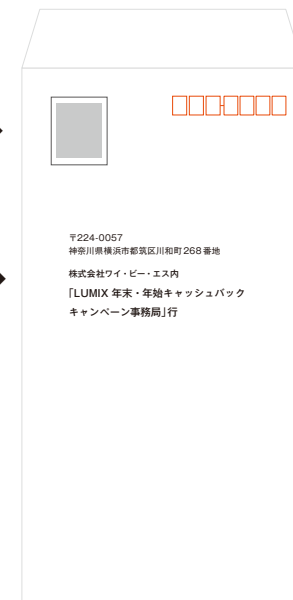 〒224-0057
神奈川県横浜市都筑区川和町268番地
株式会社ワイ・ビー・エス内
「LUMIX 年末・年始キャッシュバック
キャンペーン事務局」行